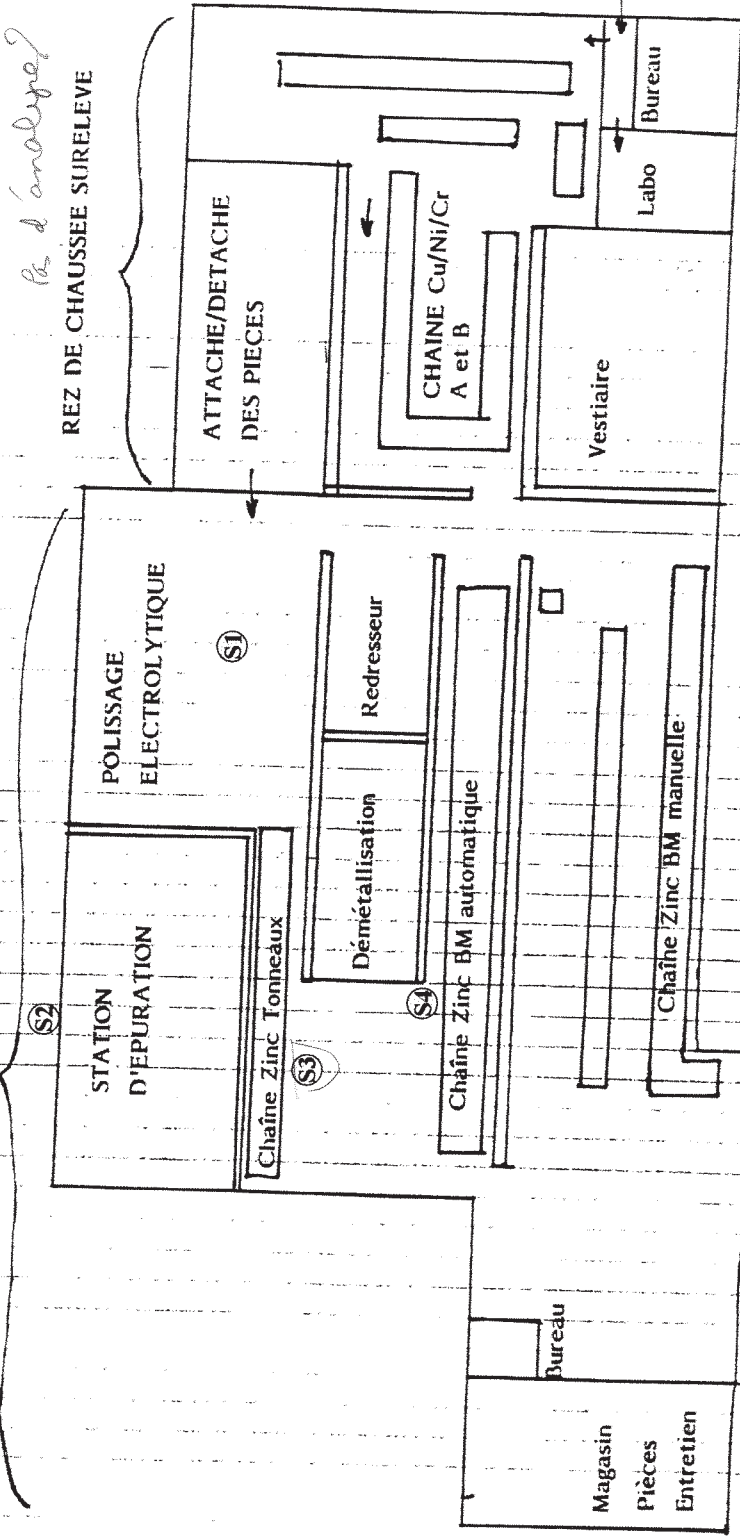 Pas d'analyse?
REZ DE CHAUSSEE SURELEVE
ATTACHE/DETACHE
DES PIECES
CHAINE Cu/Ni/Cr
A et B
Labo
Bureau
Vestiaire
POLISSAGE
ELECTROLYTIQUE
S1
Redresseur
STATION
D'EPURATION
S2
Chaîne Zinc Tonneaux
S3
Démétallisation
S4
Chaîne Zinc BM automatique
Chaîne Zinc BM manuelle
Bureau
Magasin
Pièces
Entretien